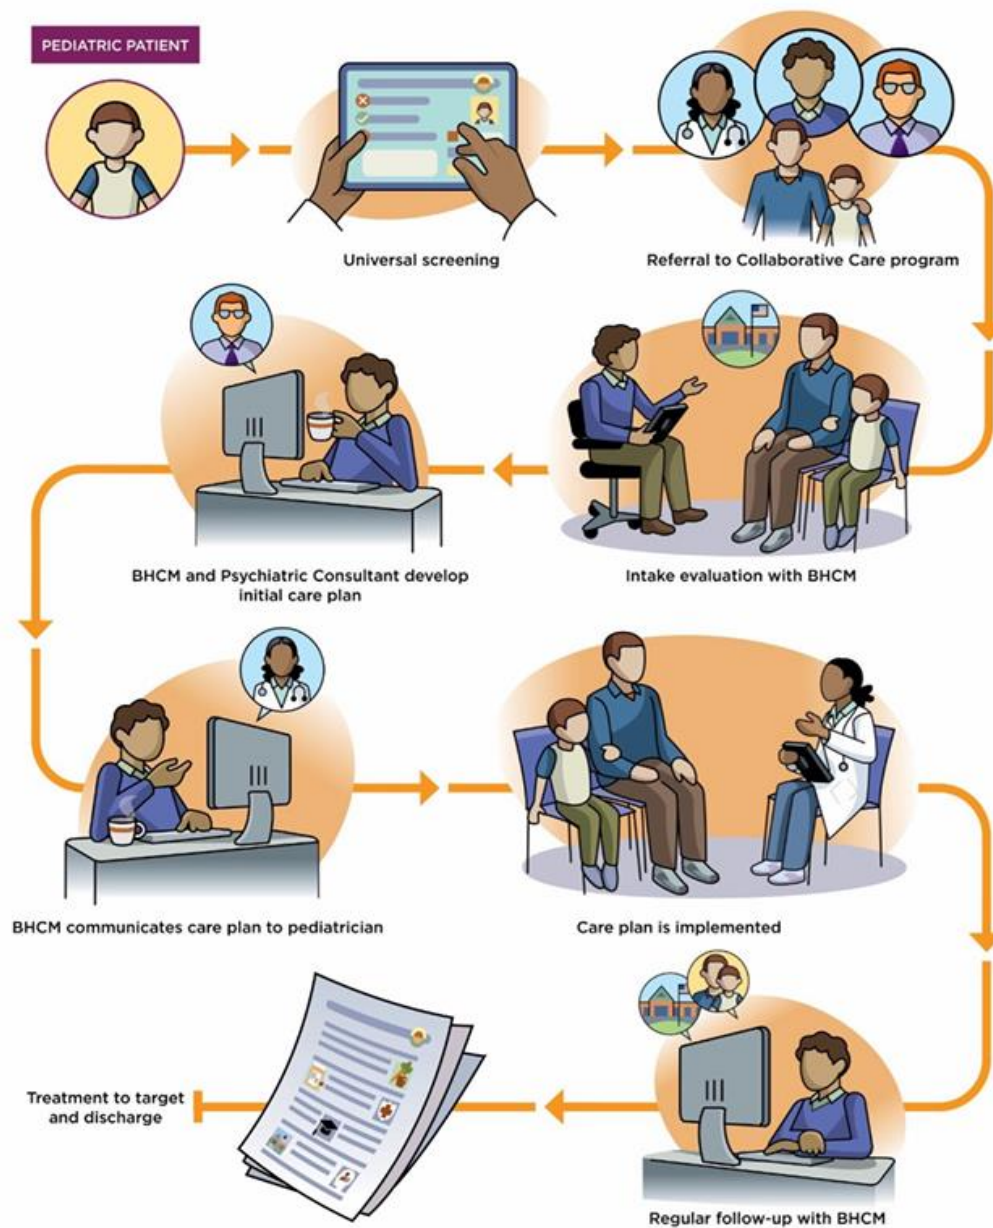 PEDIATRIC PATIENT
Universal screening
Referral to Collaborative Care program
BHCM and Psychiatric Consultant develop
initial care plan
Intake evaluation with BHCM
BHCM communicates care plan to pediatrician
Care plan is implemented
Treatment to target
and discharge
Regular follow-up with BHCM